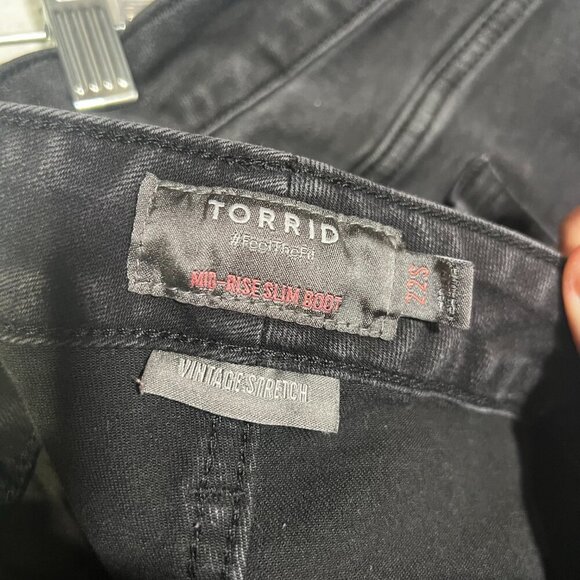 TORRID
#FeelTheFit
MID-RISE SLIM BOOT
22S
VINTAGE STRETCH